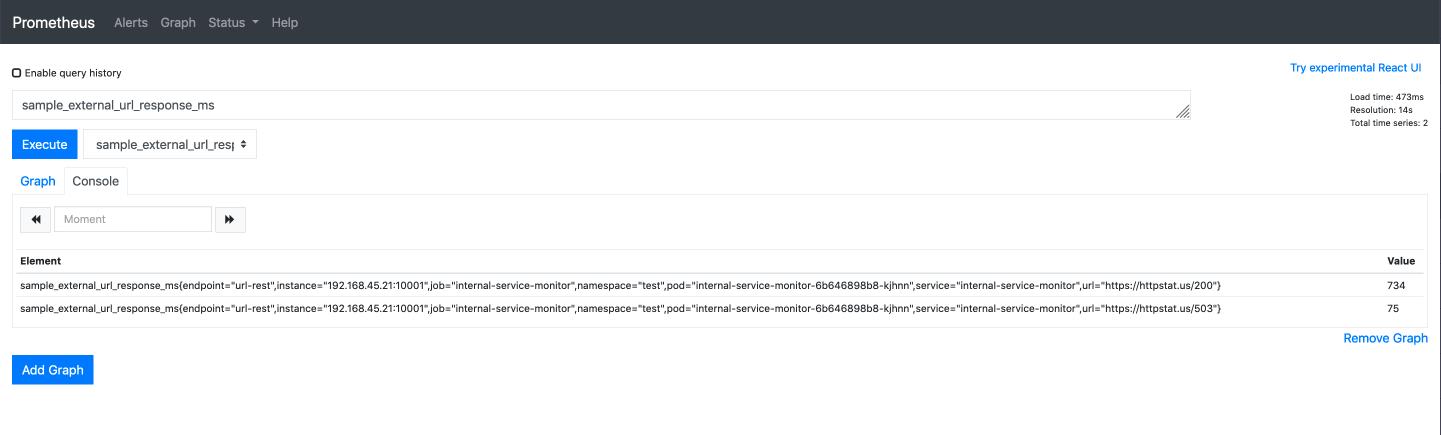 Prometheus Alerts Graph Status Help
Enable query history
Try experimental React UI
sample_external_url_response_ms
Load time: 473ms
Resolution: 14s
Total time series: 2
Execute sample_external_url_resp
Graph Console
Moment
Element Value
sample_external_url_response_ms{endpoint="url-rest",instance="192.168.45.21:10001",job="internal-service-monitor",namespace="test",pod="internal-service-monitor-6b646898b8-kjhnn",service="internal-service-monitor",url="https://httpstat.us/200"} 734
sample_external_url_response_ms{endpoint="url-rest",instance="192.168.45.21:10001",job="internal-service-monitor",namespace="test",pod="internal-service-monitor-6b646898b8-kjhnn",service="internal-service-monitor",url="https://httpstat.us/503"} 75
Remove Graph
Add Graph